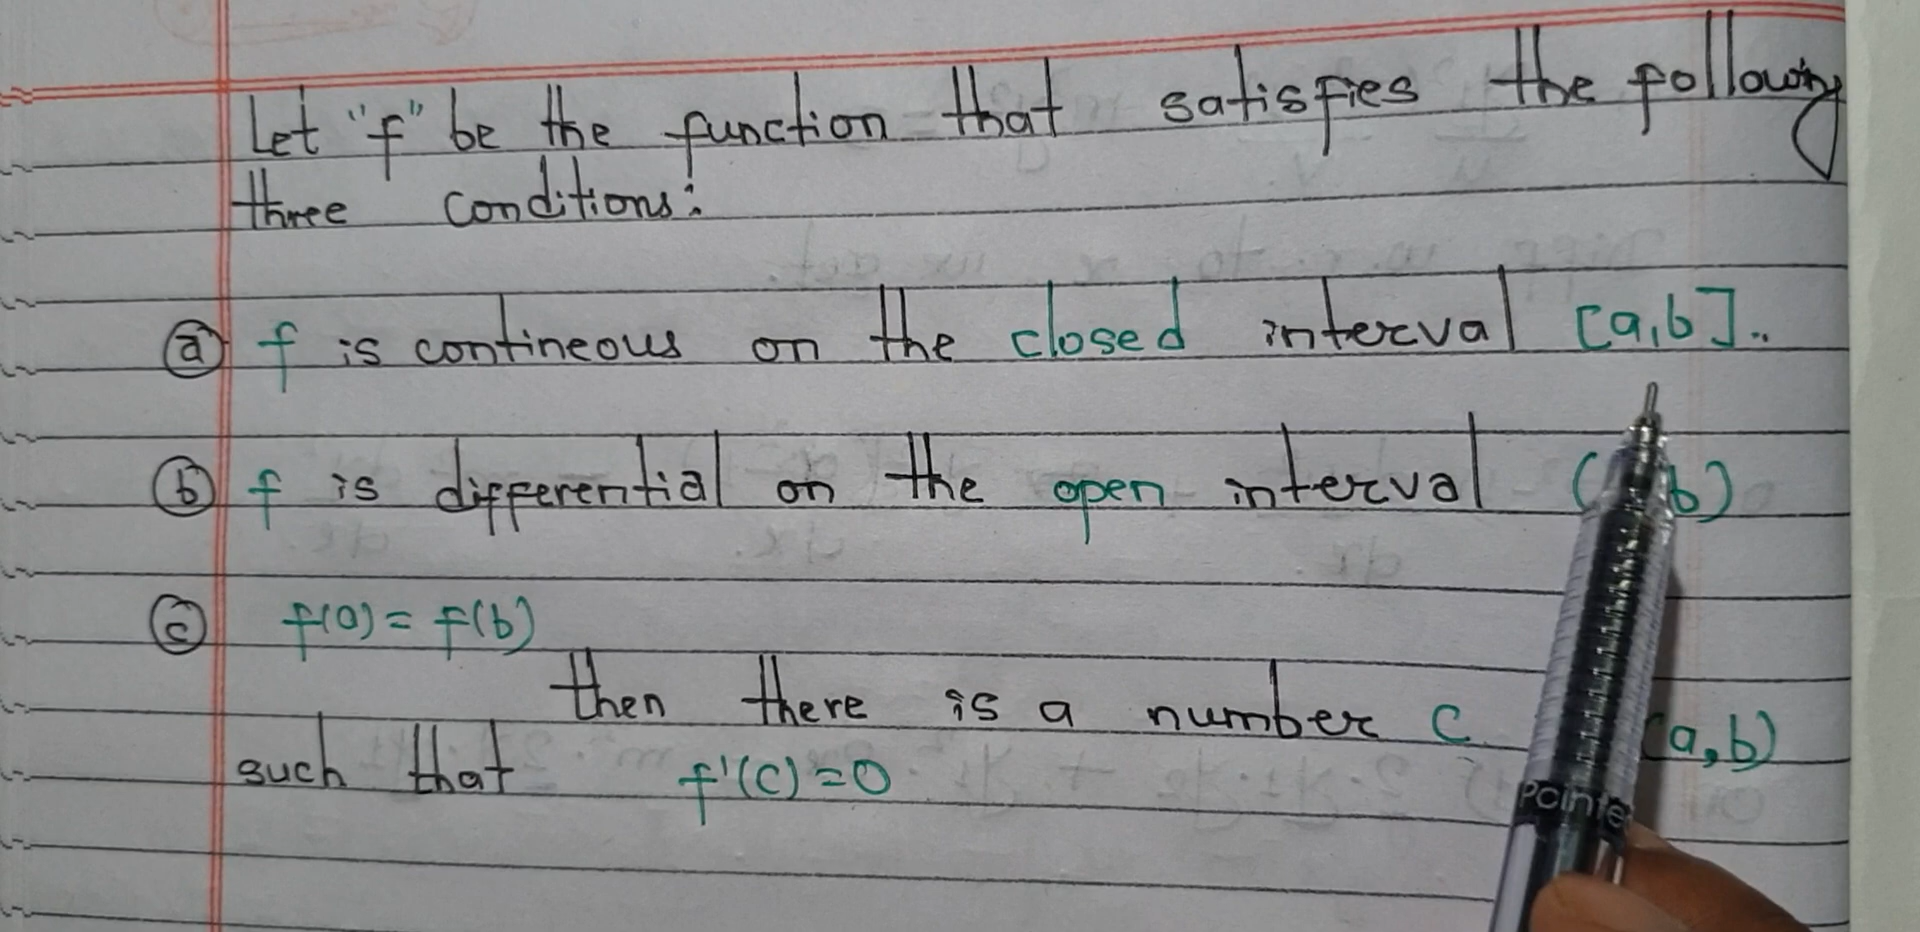 Let "f" be the function that satisfies the following
three conditions:
(a) f is contineous on the closed interval [a,b]..
(b) f is differential on the open interval ( b)
(c) f(a) = f(b)
then there is a number c (a,b)
such that f'(c)=0
Pointe